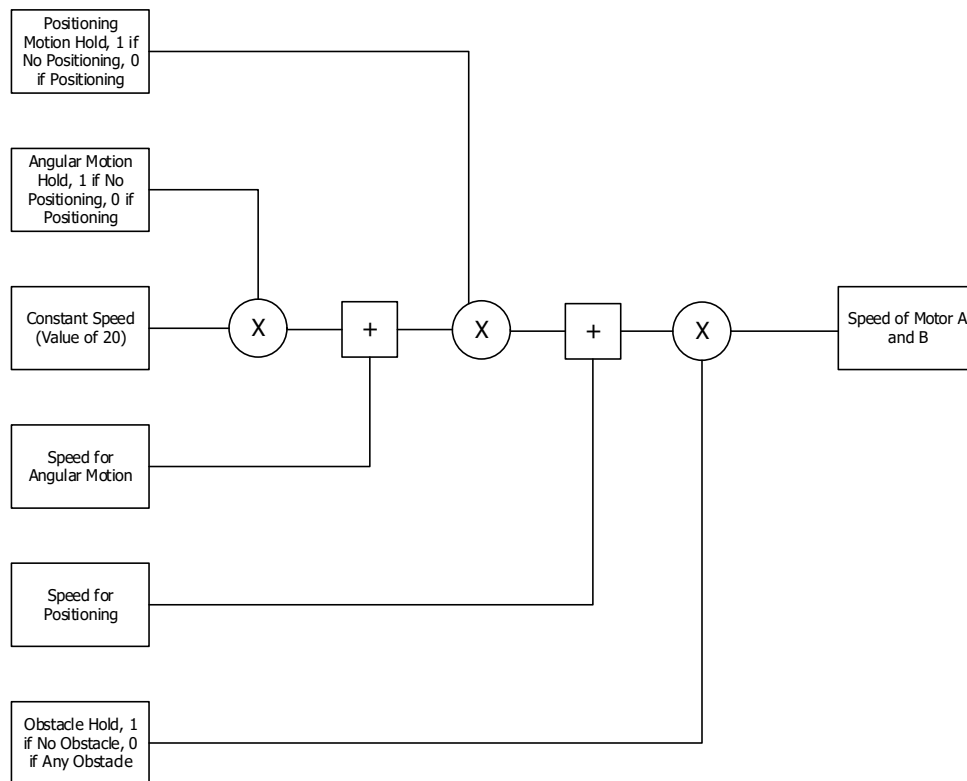 Positioning
Motion Hold, 1 if
No Positioning, 0
if Positioning
Angular Motion
Hold, 1 if No
Positioning, 0 if
Positioning
Constant Speed
(Value of 20)
X
+
X
+
X
Speed of Motor A
and B
Speed for
Angular Motion
Speed for
Positioning
Obstacle Hold, 1
if No Obstacle, 0
if Any Obstacle